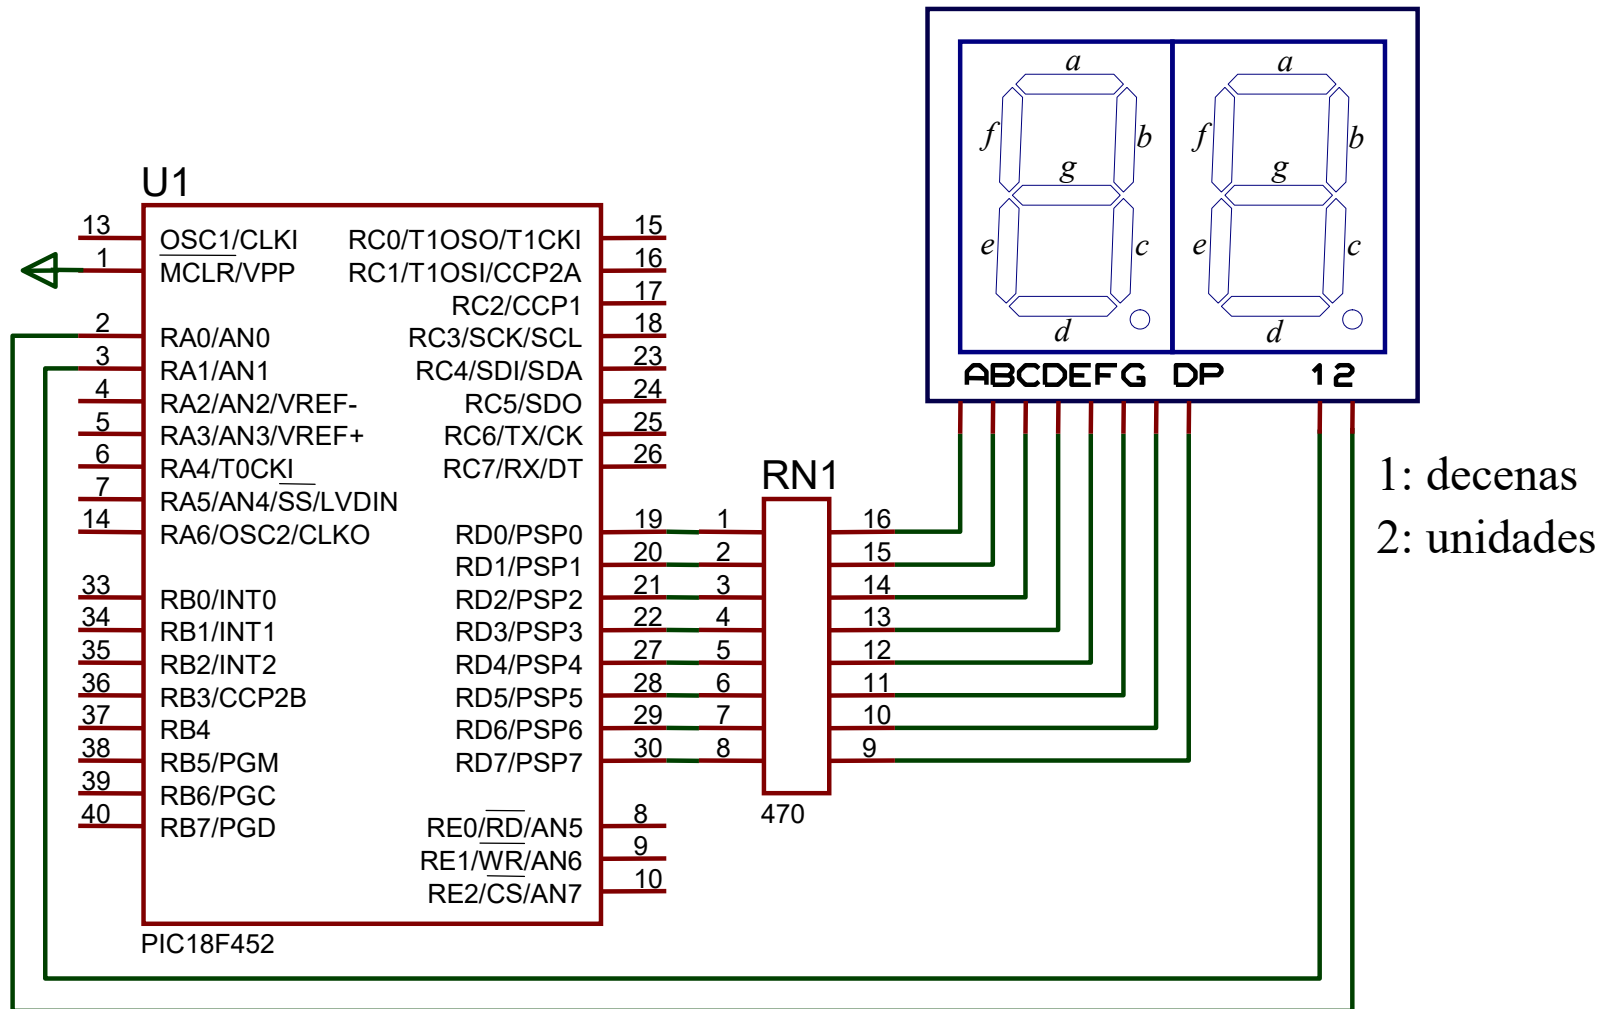 U1
13 OSC1/CLKI RC0/T1OSO/T1CKI 15
1 MCLR/VPP RC1/T1OSI/CCP2A 16
RC2/CCP1 17
2 RA0/AN0 RC3/SCK/SCL 18
3 RA1/AN1 RC4/SDI/SDA 23
4 RA2/AN2/VREF- RC5/SDO 24
5 RA3/AN3/VREF+ RC6/TX/CK 25
6 RA4/T0CKI RC7/RX/DT 26
7 RA5/AN4/SS/LVDIN
14 RA6/OSC2/CLKO RD0/PSP0 19
RD1/PSP1 20
33 RB0/INT0 RD2/PSP2 21
34 RB1/INT1 RD3/PSP3 22
35 RB2/INT2 RD4/PSP4 27
36 RB3/CCP2B RD5/PSP5 28
37 RB4 RD6/PSP6 29
38 RB5/PGM RD7/PSP7 30
39 RB6/PGC
40 RB7/PGD RE0/RD/AN5 8
RE1/WR/AN6 9
RE2/CS/AN7 10
PIC18F452
RN1
1 16
2 15
3 14
4 13
5 12
6 11
7 10
8 9
470
a a
f b f b
g g
e c e c
d d
ABCDEFG DP 12
1: decenas
2: unidades